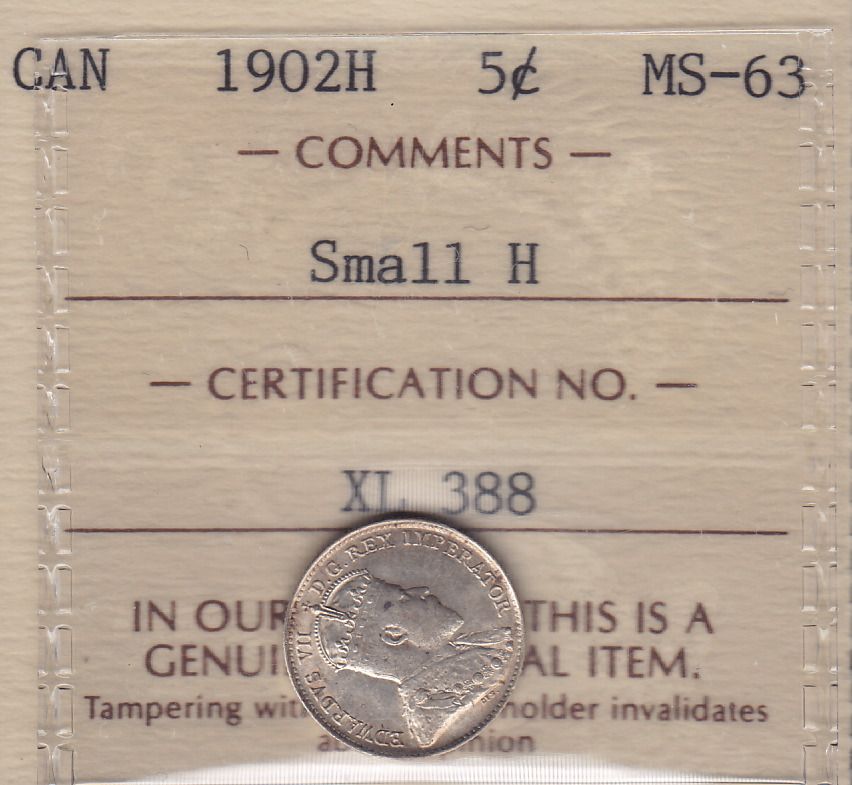 CAN 1902H 5¢ MS-63
— COMMENTS —
Small H
— CERTIFICATION NO. —
XL 388
IN OUR THIS IS A
GENUI AL ITEM.
Tampering wit holder invalidates
a nion
EDWARDVS VII D.G. REX IMPERATOR